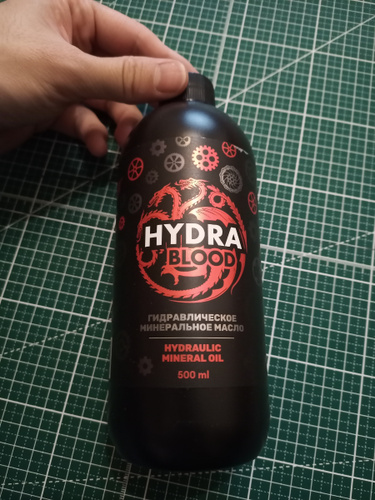 HYDRA
BLOOD
ГИДРАВЛИЧЕСКОЕ
МИНЕРАЛЬНОЕ МАСЛО
HYDRAULIC
MINERAL OIL
500 ml